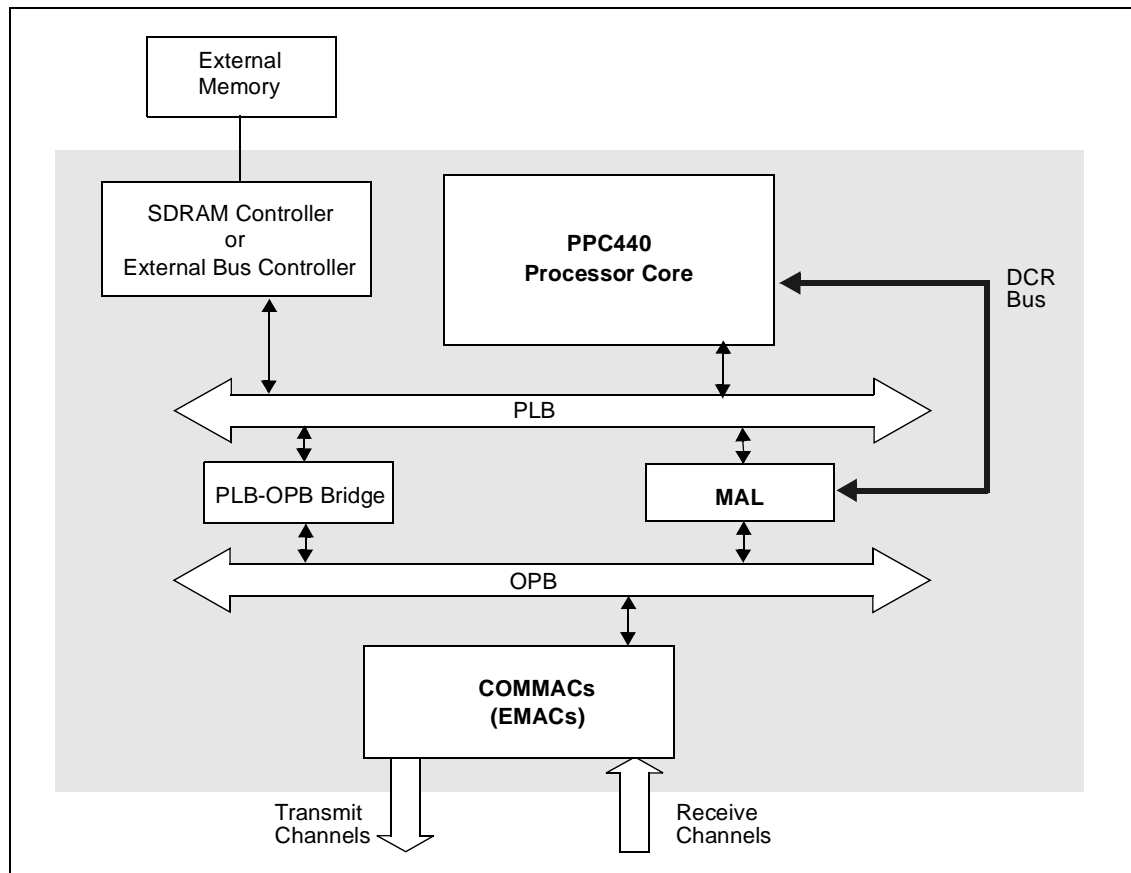 External
Memory
SDRAM Controller
or
External Bus Controller
PPC440
Processor Core
DCR
Bus
PLB
PLB-OPB Bridge
MAL
OPB
COMMACs
(EMACs)
Transmit
Channels
Receive
Channels